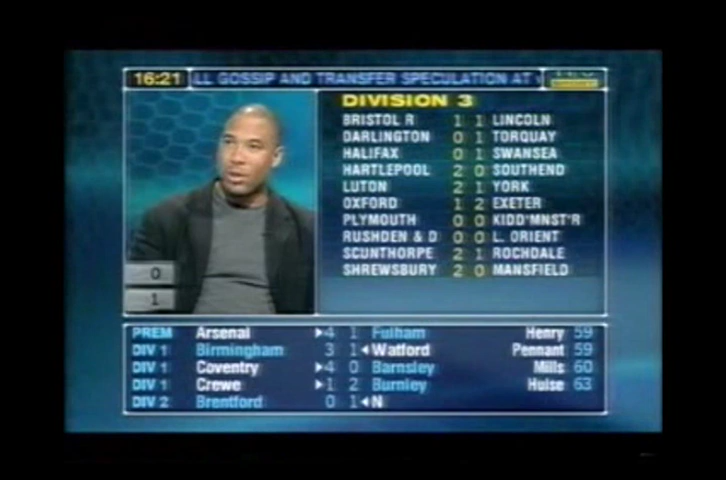 16:21 LL GOSSIP AND TRANSFER SPECULATION AT
DIVISION 3
BRISTOL R 1 1 LINCOLN
DARLINGTON 0 1 TORQUAY
HALIFAX 0 1 SWANSEA
HARTLEPOOL 2 0 SOUTHEND
LUTON 2 1 YORK
OXFORD 1 2 EXETER
PLYMOUTH 0 0 KIDD'MNST'R
RUSHDEN & D 0 0 L. ORIENT
SCUNTHORPE 2 1 ROCHDALE
SHREWSBURY 2 0 MANSFIELD
0
1
PREM Arsenal ▶4 1 Fulham Henry 59
DIV 1 Birmingham 3 1◀Watford Pennant 59
DIV 1 Coventry ▶4 0 Barnsley Mills 60
DIV 1 Crewe ▶1 2 Burnley Hulse 63
DIV 2 Brentford 0 1◀N